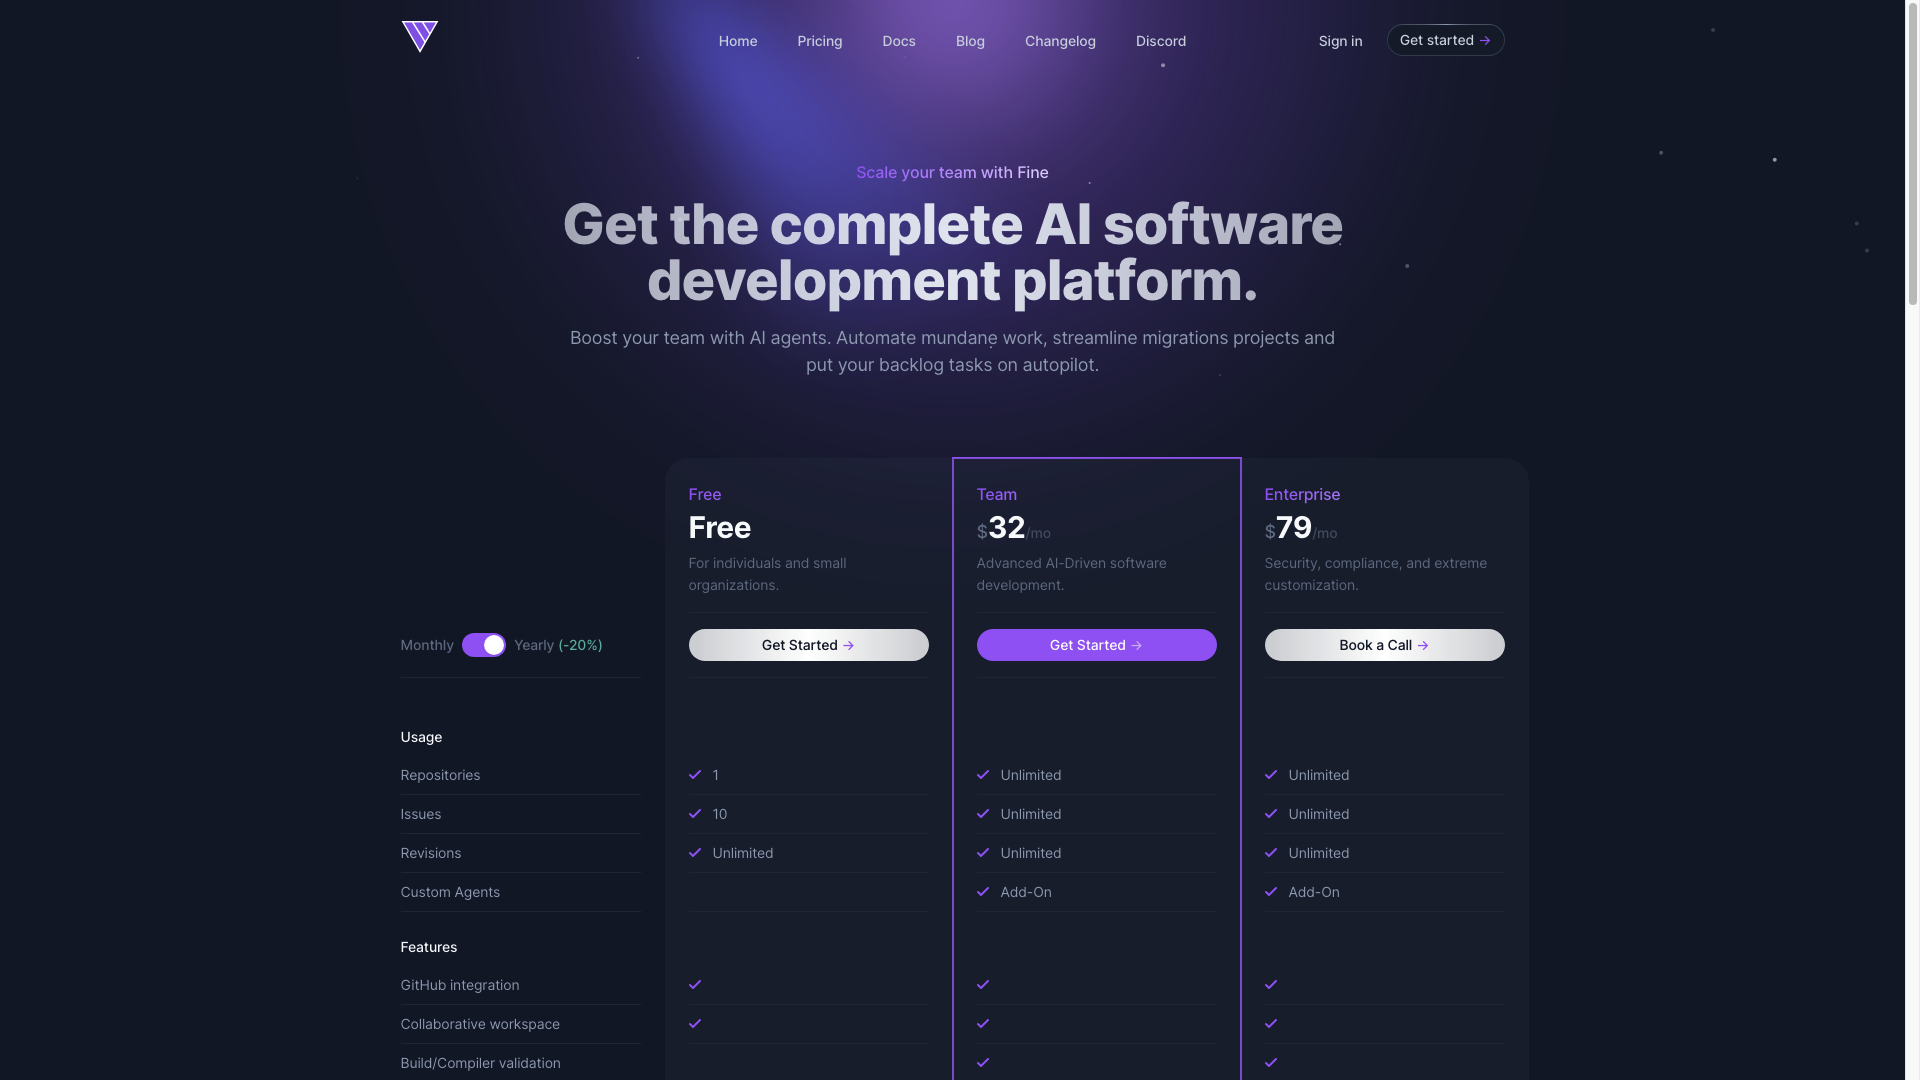 Home Pricing Docs Blog Changelog Discord Sign in Get started →
Scale your team with Fine
Get the complete AI software
development platform.
Boost your team with AI agents. Automate mundane work, streamline migrations projects and
put your backlog tasks on autopilot.
Free Team Enterprise
Free $32/mo $79/mo
For individuals and small Advanced AI-Driven software Security, compliance, and extreme
organizations. development. customization.
Monthly Yearly (-20%) Get Started → Get Started → Book a Call →
Usage
Repositories 1 Unlimited Unlimited
Issues 10 Unlimited Unlimited
Revisions Unlimited Unlimited Unlimited
Custom Agents Add-On Add-On
Features
GitHub integration
Collaborative workspace
Build/Compiler validation